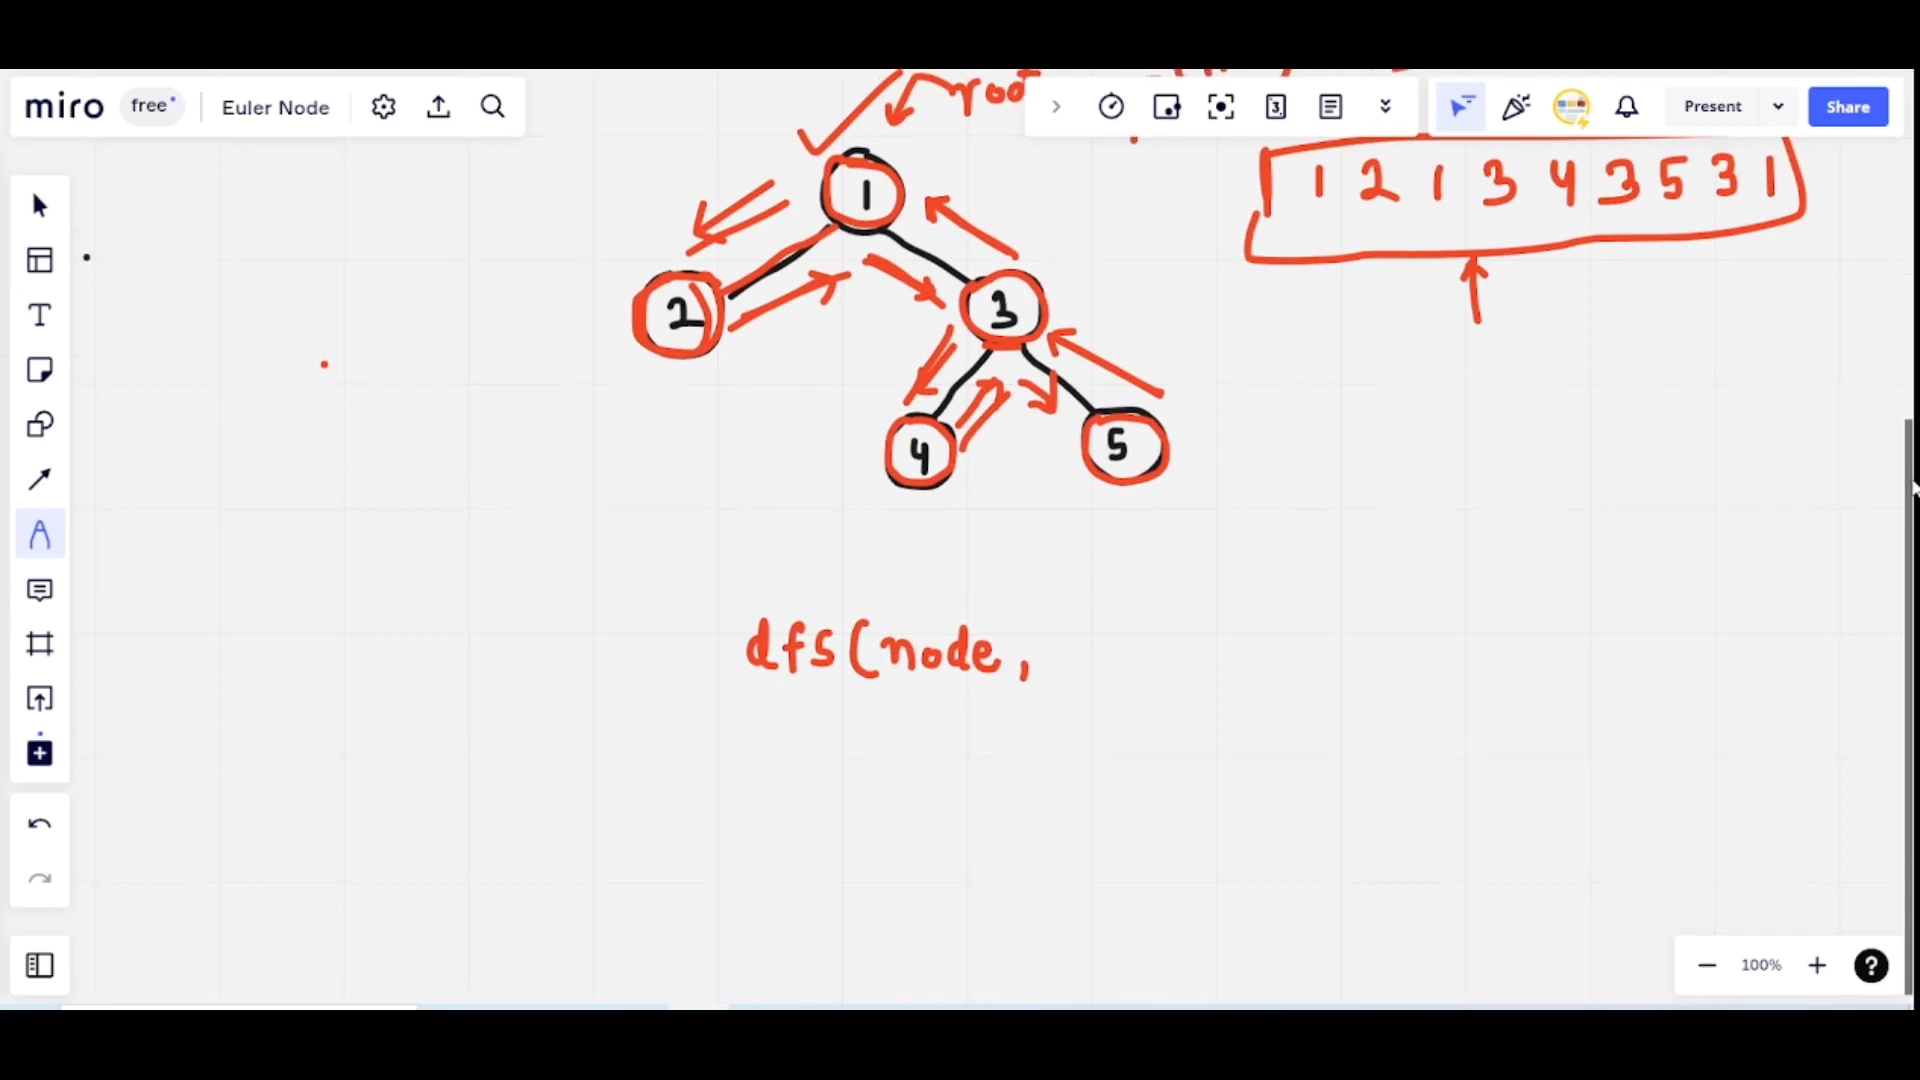 miro free Euler Node
Present Share
root
1 2 1 3 4 3 5 3 1
1
2 3
4 5
dfs(node,
100%